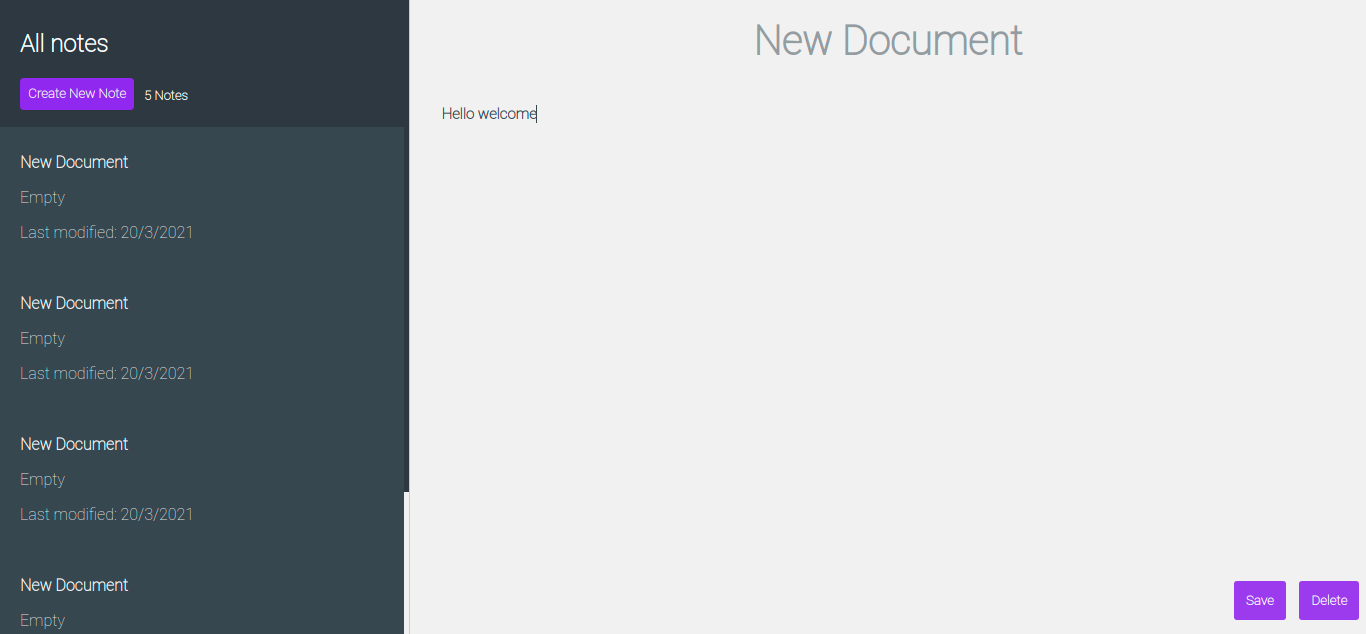 All notes
Create New Note
5 Notes
New Document
Empty
Last modified: 20/3/2021
New Document
Empty
Last modified: 20/3/2021
New Document
Empty
Last modified: 20/3/2021
New Document
Empty
New Document
Hello welcome
Save
Delete